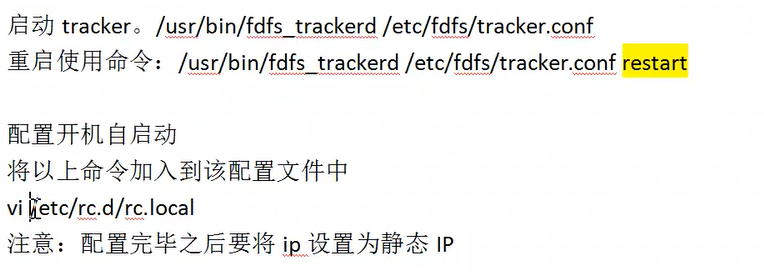 启动 tracker。/usr/bin/fdfs_trackerd /etc/fdfs/tracker.conf
重启使用命令：/usr/bin/fdfs_trackerd /etc/fdfs/tracker.conf restart
配置开机自启动
将以上命令加入到该配置文件中
vi /etc/rc.d/rc.local
注意：配置完毕之后要将 ip 设置为静态 IP